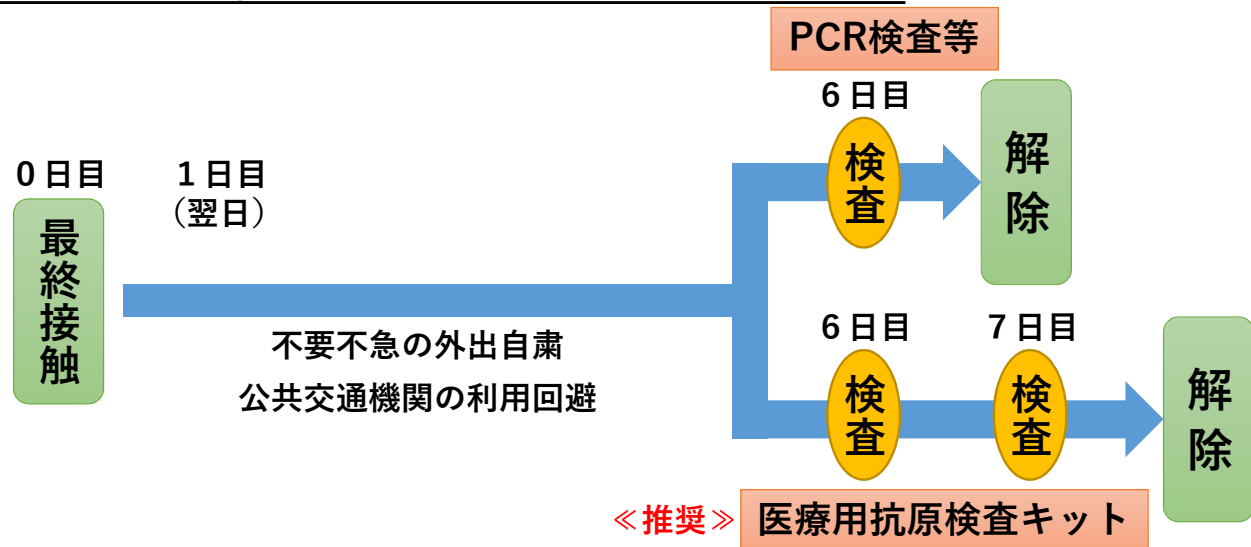 PCR検査等
6日目
検査
解除
0日目
1日目
(翌日)
最終接触
不要不急の外出自粛
公共交通機関の利用回避
6日目
7日目
検査
検査
解除
≪推奨≫
医療用抗原検査キット